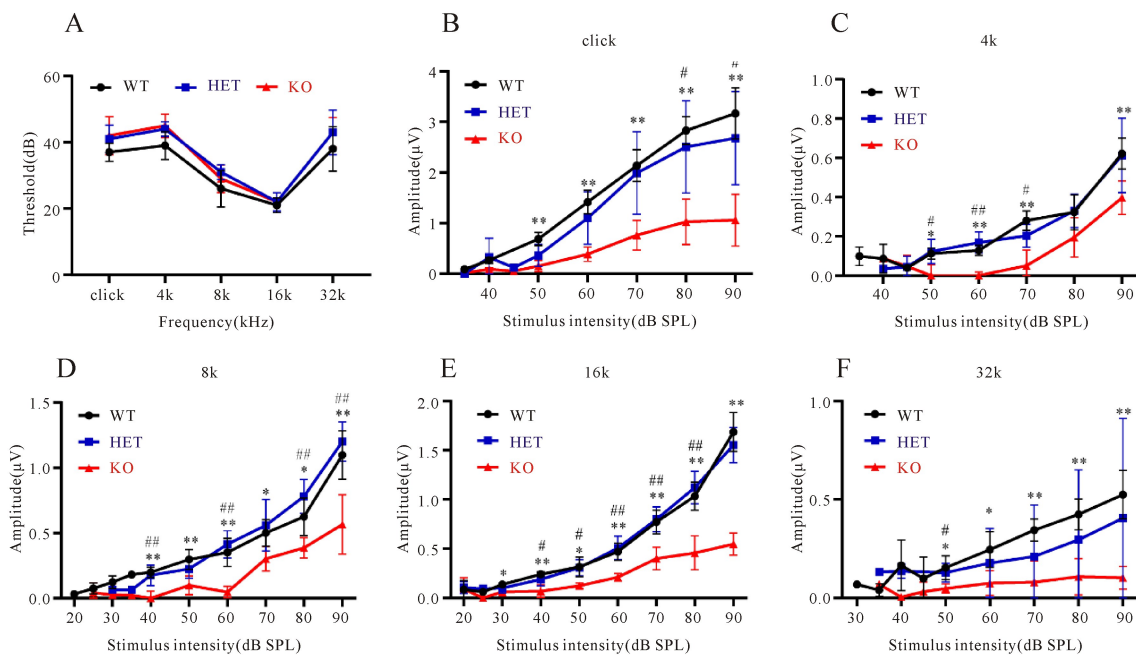 A
WT HET KO
Threshold(dB)
60
40
20
0
click 4k 8k 16k 32k
Frequency(kHz)
B
click
WT
HET
KO
Amplitude(μV)
4
3
2
1
0
** ** ** # ** # **
40 50 60 70 80 90
Stimulus intensity(dB SPL)
C
4k
WT
HET
KO
Amplitude(μV)
1.0
0.8
0.6
0.4
0.2
0.0
# * ## ** # ** **
40 50 60 70 80 90
Stimulus intensity(dB SPL)
D
8k
WT
HET
KO
Amplitude(μV)
1.5
1.0
0.5
0.0
## ** ** ## ** * ## * ## **
20 30 40 50 60 70 80 90
Stimulus intensity(dB SPL)
E
16k
WT
HET
KO
Amplitude(μV)
2.0
1.5
1.0
0.5
0.0
* # ** # * ## ** ## ** ## ** **
20 30 40 50 60 70 80 90
Stimulus intensity(dB SPL)
F
32k
WT
HET
KO
Amplitude(μV)
1.0
0.5
0.0
# * * ** ** **
30 40 50 60 70 80 90
Stimulus intensity(dB SPL)